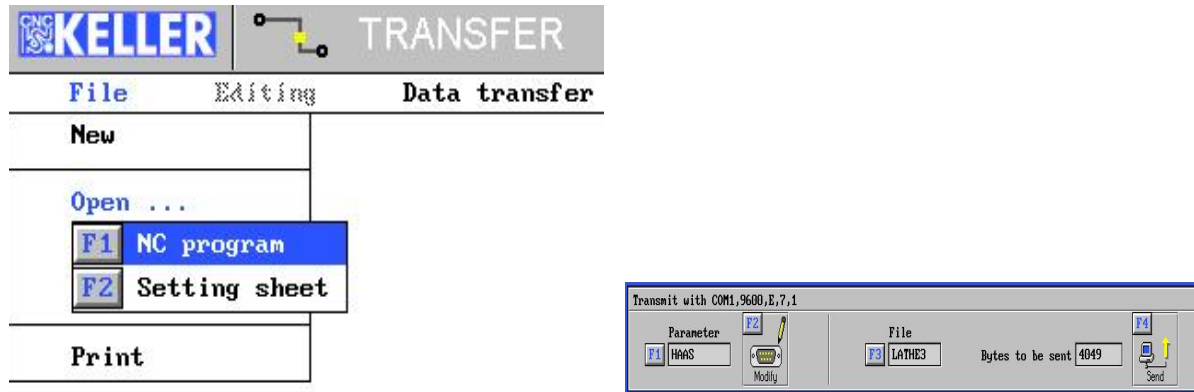 CNC KELLER TRANSFER
File Editing Data transfer
New
Open ...
F1 NC program
F2 Setting sheet
Print
Transmit with COM1,9600,E,7,1
Parameter F2 File F4
F1 HAAS F3 LATHE3 Bytes to be sent 4049
Modify Send